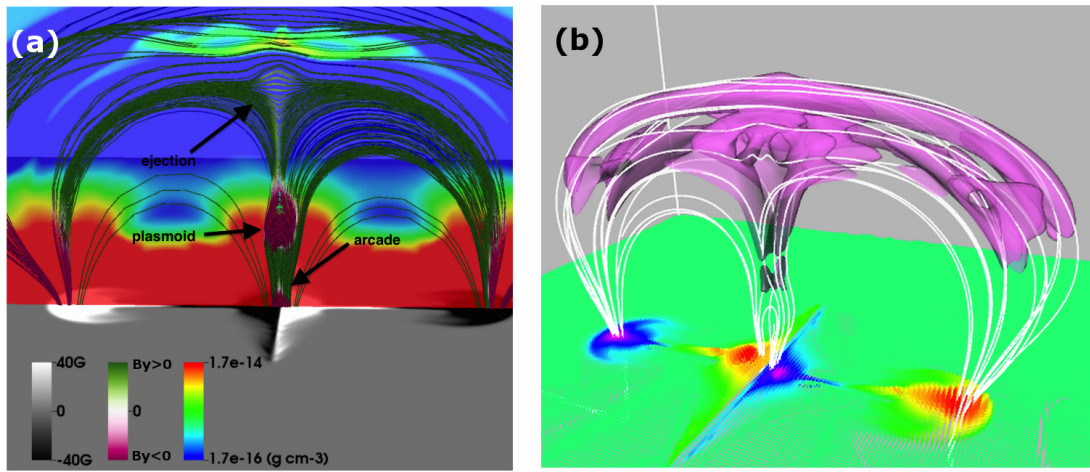 (a)
ejection
plasmoid
arcade
40G
0
-40G
By>0
0
By<0
1.7e-14
1.7e-16 (g cm-3)
(b)